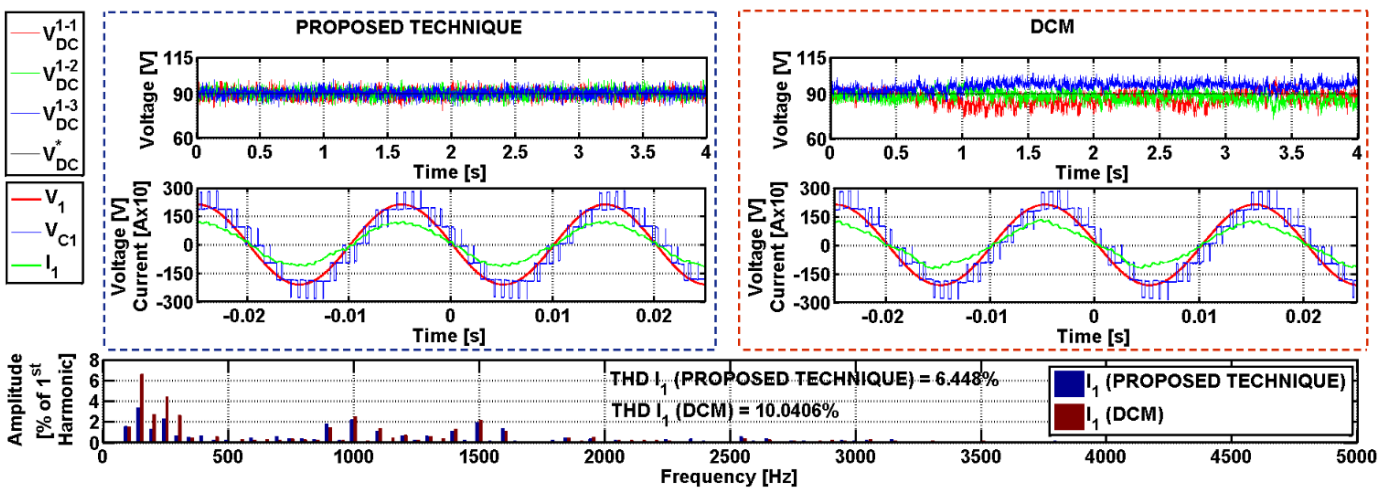 V_DC^1-1
V_DC^1-2
V_DC^1-3
V_DC^*
V_1
V_C1
I_1
PROPOSED TECHNIQUE
Voltage [V]
115
90
60
0 0.5 1 1.5 2 2.5 3 3.5 4
Time [s]
Voltage [V]
Current [Ax10]
300
150
0
-150
-300
-0.02 -0.01 0 0.01 0.02
Time [s]
DCM
Voltage [V]
115
90
60
0 0.5 1 1.5 2 2.5 3 3.5 4
Time [s]
Voltage [V]
Current [Ax10]
300
150
0
-150
-300
-0.02 -0.01 0 0.01 0.02
Time [s]
Amplitude
[% of 1st
Harmonic]
8
6
4
2
0
THD I_1 (PROPOSED TECHNIQUE) = 6.448%
THD I_1 (DCM) = 10.0406%
I_1 (PROPOSED TECHNIQUE)
I_1 (DCM)
0 500 1000 1500 2000 2500 3000 3500 4000 4500 5000
Frequency [Hz]